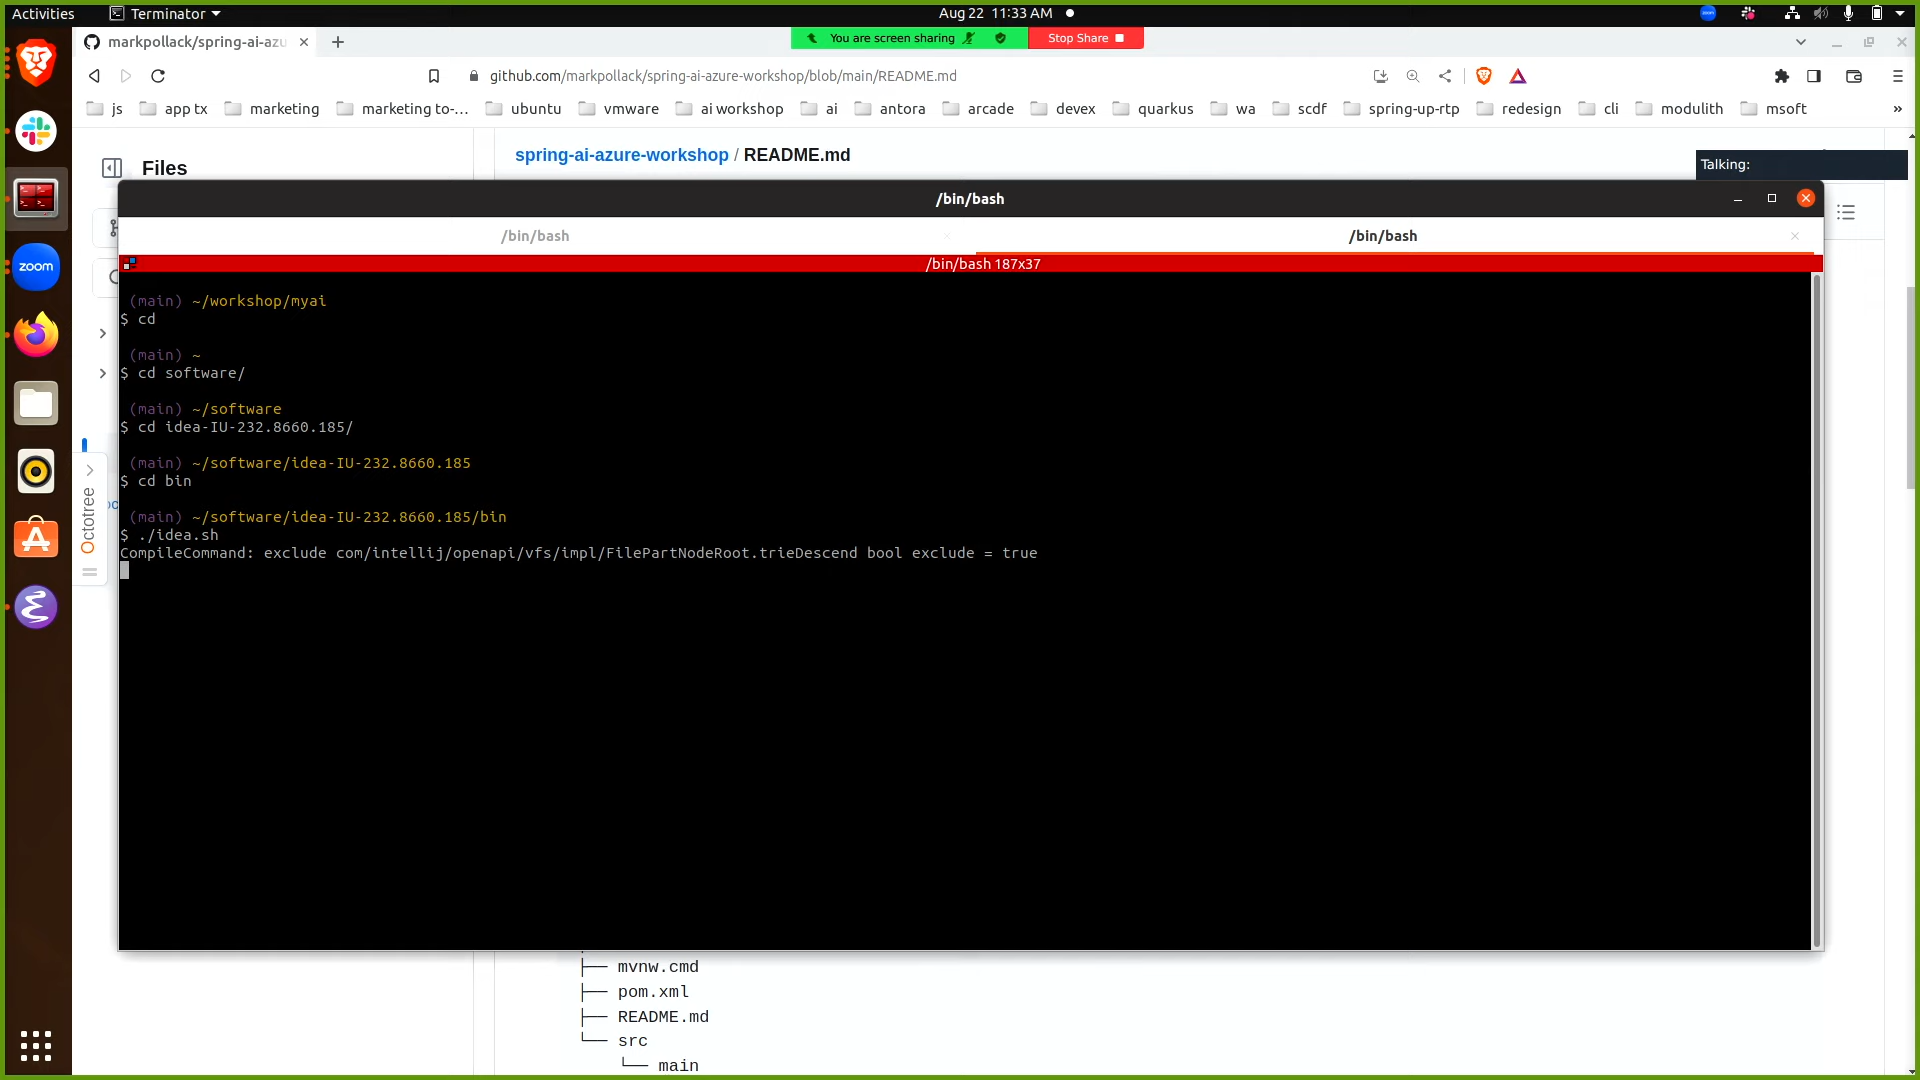 Activities
Terminator
Aug 22 11:33 AM
zoom
markpollack/spring-ai-azu
You are screen sharing
Stop Share
github.com/markpollack/spring-ai-azure-workshop/blob/main/README.md
js
app tx
marketing
marketing to-...
ubuntu
vmware
ai workshop
ai
antora
arcade
devex
quarkus
wa
scdf
spring-up-rtp
redesign
cli
modulith
msoft
»
Files
spring-ai-azure-workshop / README.md
Talking:
/bin/bash
/bin/bash
/bin/bash
/bin/bash 187x37
(main) ~/workshop/myai
$ cd
(main) ~
$ cd software/
(main) ~/software
$ cd idea-IU-232.8660.185/
(main) ~/software/idea-IU-232.8660.185
$ cd bin
(main) ~/software/idea-IU-232.8660.185/bin
$ ./idea.sh
CompileCommand: exclude com/intellij/openapi/vfs/impl/FilePartNodeRoot.trieDescend bool exclude = true
zoom
Octotree
├── mvnw.cmd
├── pom.xml
├── README.md
└── src
└── main